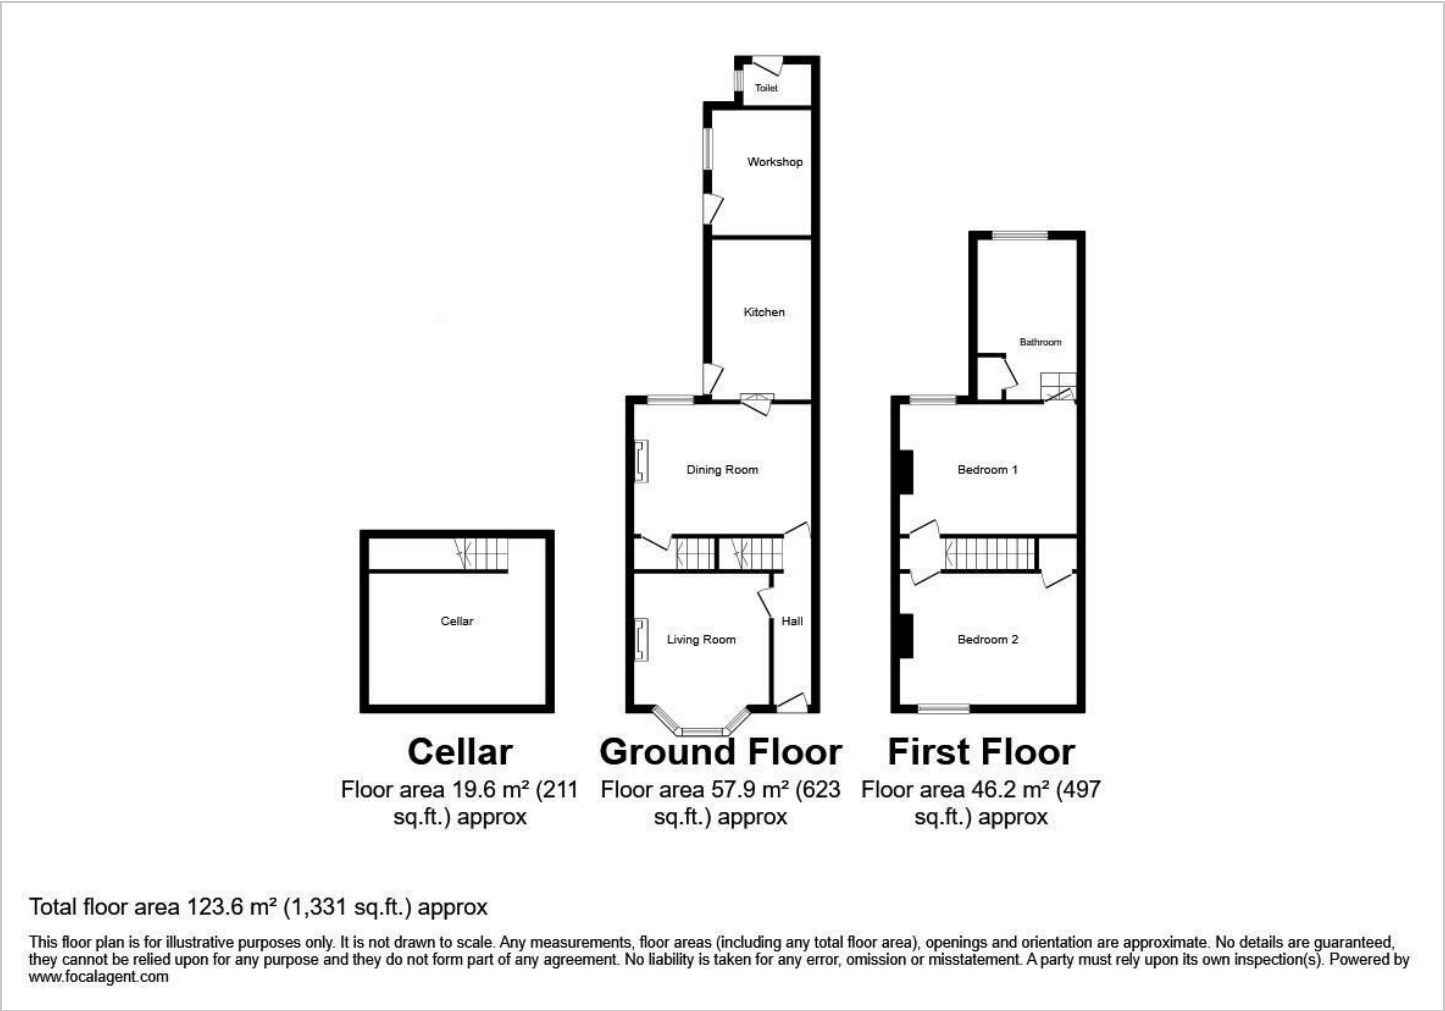 Toilet
Workshop
Kitchen
Bathroom
Dining Room
Bedroom 1
Cellar
Living Room
Hall
Bedroom 2
Cellar
Floor area 19.6 m² (211
sq.ft.) approx
Ground Floor
Floor area 57.9 m² (623
sq.ft.) approx
First Floor
Floor area 46.2 m² (497
sq.ft.) approx
Total floor area 123.6 m² (1,331 sq.ft.) approx
This floor plan is for illustrative purposes only. It is not drawn to scale. Any measurements, floor areas (including any total floor area), openings and orientation are approximate. No details are guaranteed,
they cannot be relied upon for any purpose and they do not form part of any agreement. No liability is taken for any error, omission or misstatement. A party must rely upon its own inspection(s). Powered by
www.focalagent.com